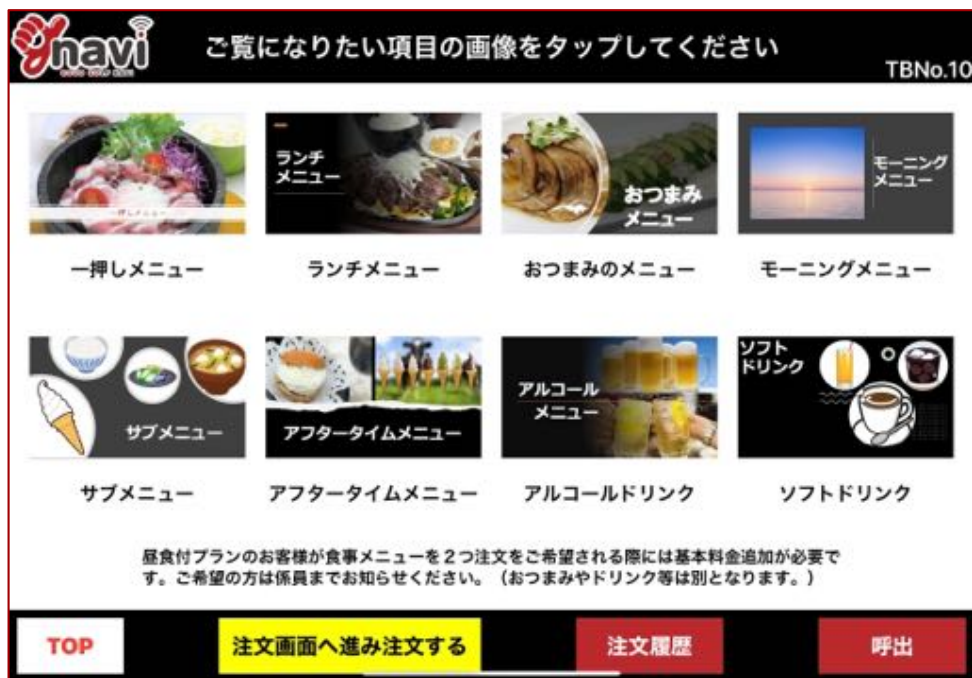 gnavi
GOOD GOLF NAVI
ご覧になりたい項目の画像をタップしてください
TBNo.10
一押しメニュー
ランチ
メニュー
おつまみ
メニュー
モーニング
メニュー
一押しメニュー
ランチメニュー
おつまみのメニュー
モーニングメニュー
サブメニュー
アフタータイムメニュー
アルコール
メニュー
ソフト
ドリンク
サブメニュー
アフタータイムメニュー
アルコールドリンク
ソフトドリンク
昼食付プランのお客様が食事メニューを2つ注文をご希望される際には基本料金追加が必要で
す。ご希望の方は係員までお知らせください。（おつまみやドリンク等は別となります。）
TOP
注文画面へ進み注文する
注文履歴
呼出